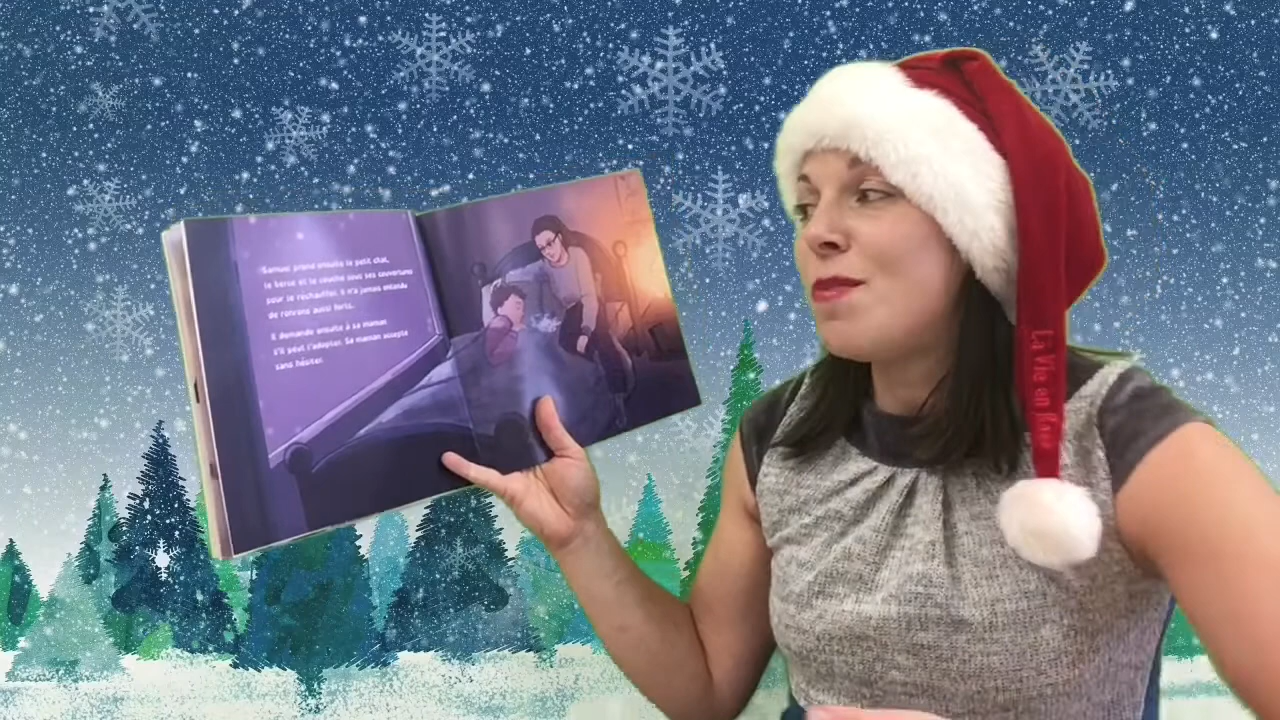 Samuel prend ensuite le petit chat,
le berce et le couche sous ses couvertures
pour le réchauffer. Il n'a jamais entendu
de ronrons aussi forts.
Il demande ensuite à sa maman
s'il peut l'adopter. Sa maman accepte
sans hésiter.
La Vie en Rose